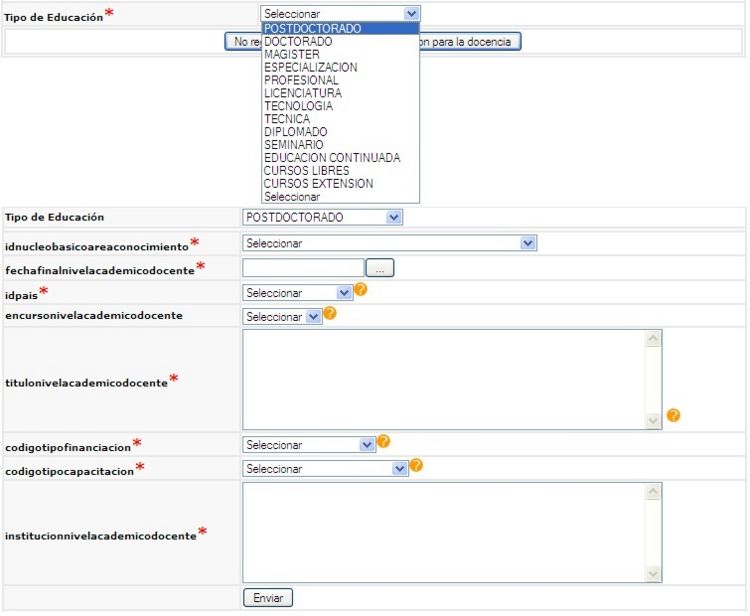 Tipo de Educación*
Seleccionar
No re
on para la docencia
POSTDOCTORADO
DOCTORADO
MAGISTER
ESPECIALIZACION
PROFESIONAL
LICENCIATURA
TECNOLOGIA
TECNICA
DIPLOMADO
SEMINARIO
EDUCACION CONTINUADA
CURSOS LIBRES
CURSOS EXTENSION
Seleccionar
Tipo de Educación POSTDOCTORADO
idnucleobasicoareaconocimiento* Seleccionar
fechafinalnivelacademicodocente* ...
idpais* Seleccionar ?
encursonivelacademicodocente Seleccionar ?
titulonivelacademicodocente* ?
codigotipofinanciacion* Seleccionar ?
codigotipocapacitacion* Seleccionar ?
institucionnivelacademicodocente*
Enviar